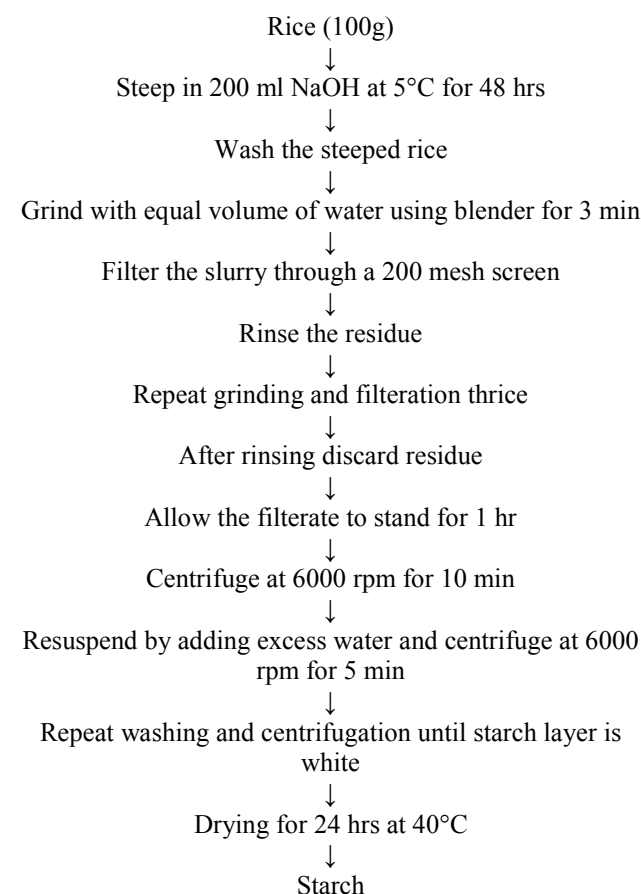 Rice (100g)
↓
Steep in 200 ml NaOH at 5°C for 48 hrs
↓
Wash the steeped rice
↓
Grind with equal volume of water using blender for 3 min
↓
Filter the slurry through a 200 mesh screen
↓
Rinse the residue
↓
Repeat grinding and filteration thrice
↓
After rinsing discard residue
↓
Allow the filterate to stand for 1 hr
↓
Centrifuge at 6000 rpm for 10 min
↓
Resuspend by adding excess water and centrifuge at 6000
rpm for 5 min
↓
Repeat washing and centrifugation until starch layer is
white
↓
Drying for 24 hrs at 40°C
↓
Starch